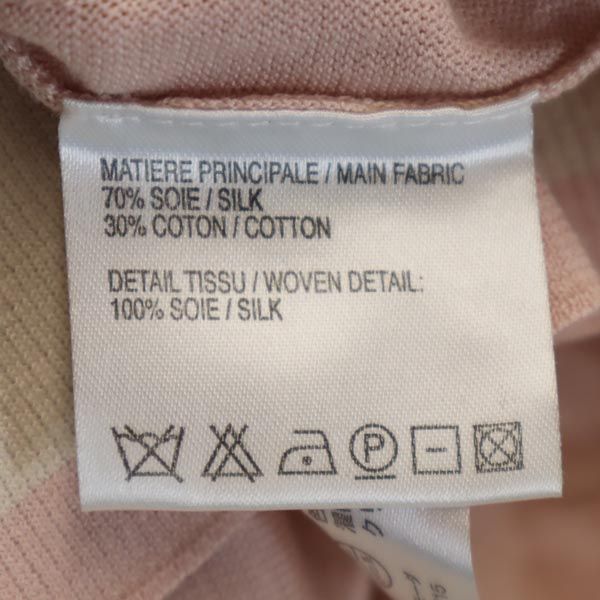 MATIERE PRINCIPALE / MAIN FABRIC
70% SOIE / SILK
30% COTON / COTTON
DETAIL TISSU / WOVEN DETAIL:
100% SOIE / SILK
P